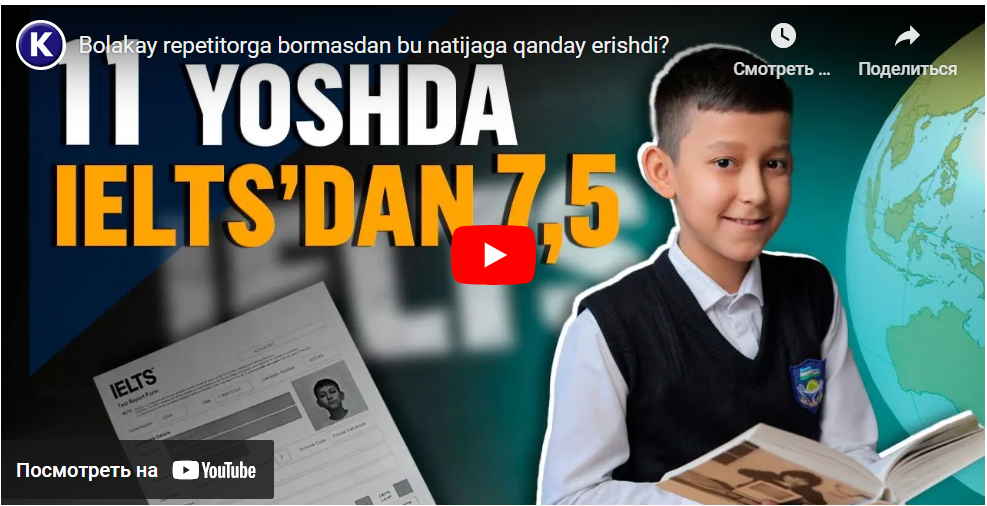 K
Bolakay repetitorga bormasdan bu natijaga qanday erishdi?
Смотреть ...
Поделиться
11 YOSHDA
IELTS'DAN 7,5
IELTS
IELTS
Test Report Form
Посмотреть на YouTube